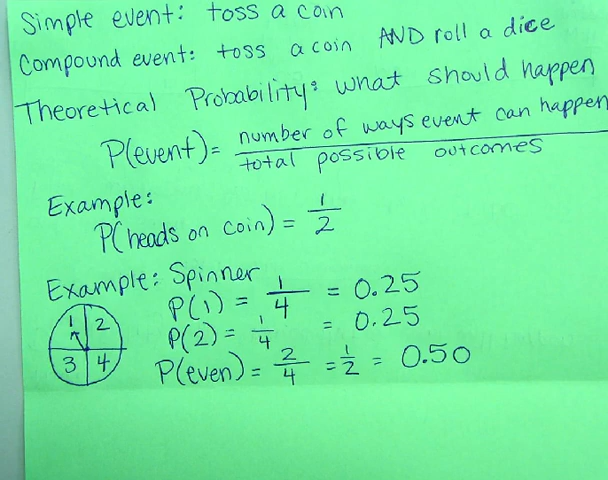 Simple event: toss a coin
Compound event: toss a coin AND roll a dice
Theoretical Probability: what should happen
P(event) = number of ways event can happen
total possible outcomes
Example:
P(heads on coin) = 1/2
Example: Spinner
P(1) = 1/4 = 0.25
P(2) = 1/4 = 0.25
P(even) = 2/4 = 1/2 = 0.50
1 2
3 4